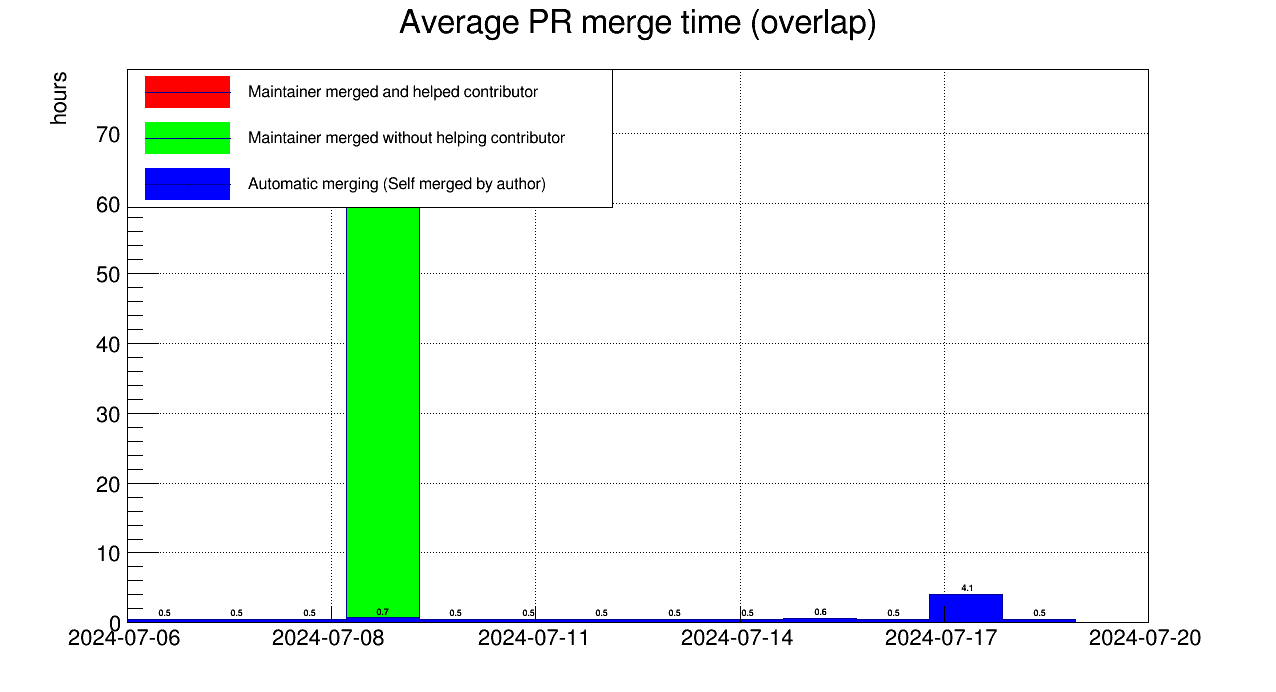 Average PR merge time (overlap)
hours
Maintainer merged and helped contributor
Maintainer merged without helping contributor
Automatic merging (Self merged by author)
70
60
50
40
30
20
10
0
4.1
0.5 0.5 0.5 0.7 0.5 0.5 0.5 0.5 0.5 0.6 0.5 0.5
2024-07-06 2024-07-08 2024-07-11 2024-07-14 2024-07-17 2024-07-20